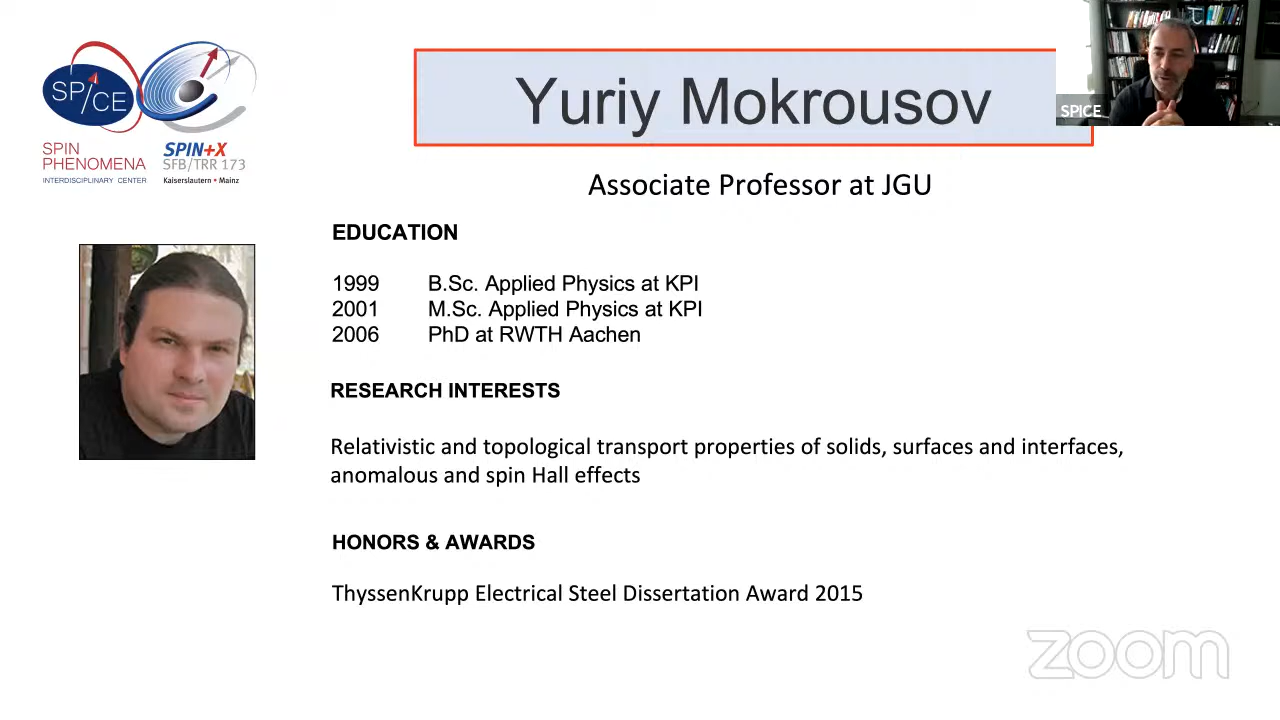 SPICE
SPIN
PHENOMENA
INTERDISCIPLINARY CENTER
SPIN+X
SFB/TRR 173
Kaiserslautern • Mainz
Yuriy Mokrousov
SPICE
Associate Professor at JGU
EDUCATION
1999 B.Sc. Applied Physics at KPI
2001 M.Sc. Applied Physics at KPI
2006 PhD at RWTH Aachen
RESEARCH INTERESTS
Relativistic and topological transport properties of solids, surfaces and interfaces,
anomalous and spin Hall effects
HONORS & AWARDS
ThyssenKrupp Electrical Steel Dissertation Award 2015
zoom